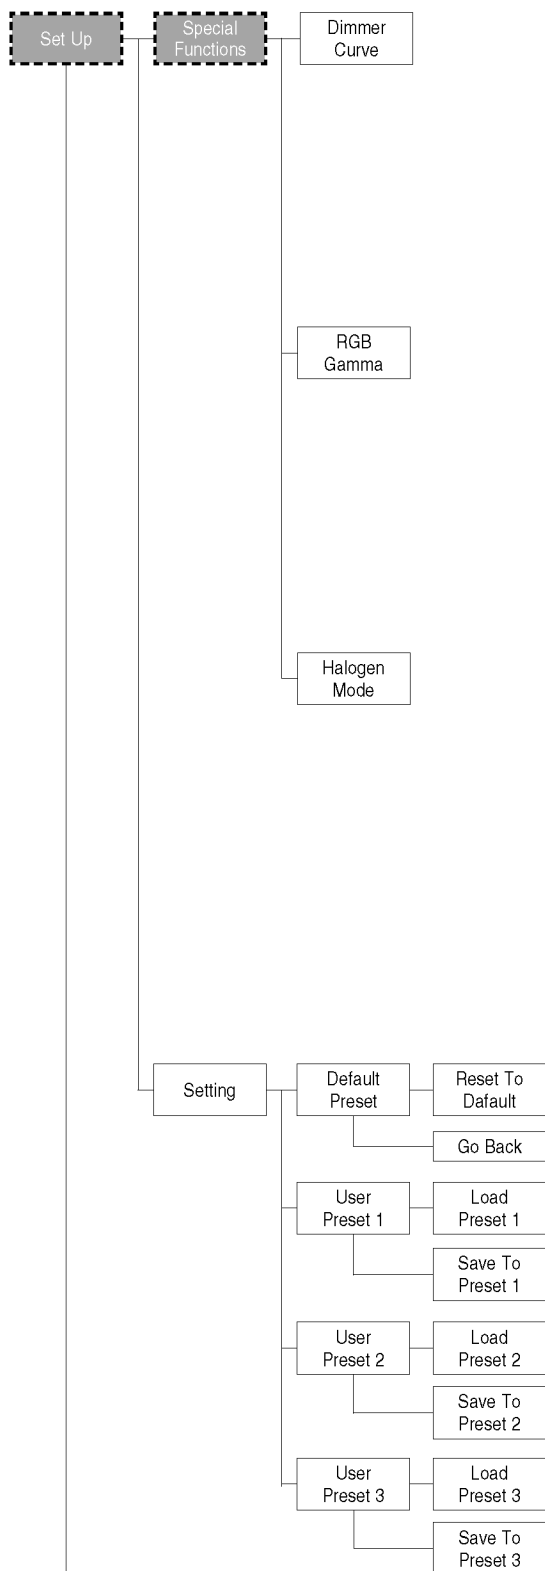 Set Up
Special
Functions
Dimmer
Curve
RGB
Gamma
Halogen
Mode
Setting
Default
Preset
Reset To
Dafault
Go Back
User
Preset 1
Load
Preset 1
Save To
Preset 1
User
Preset 2
Load
Preset 2
Save To
Preset 2
User
Preset 3
Load
Preset 3
Save To
Preset 3